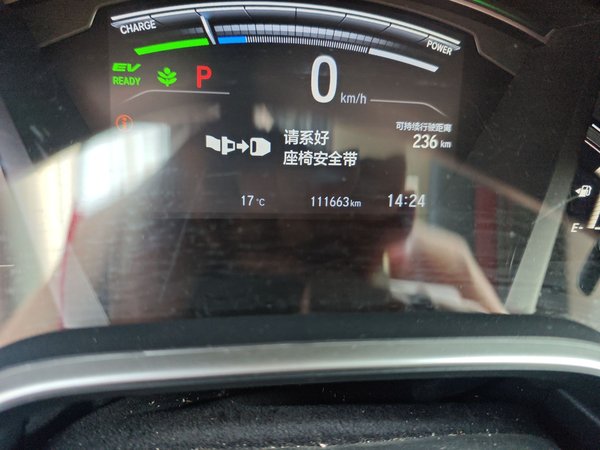 CHARGE
POWER
EV
READY
P
0
km/h
请系好
座椅安全带
可持续行驶距离
236 km
17 °C
111663 km
14:24
E-